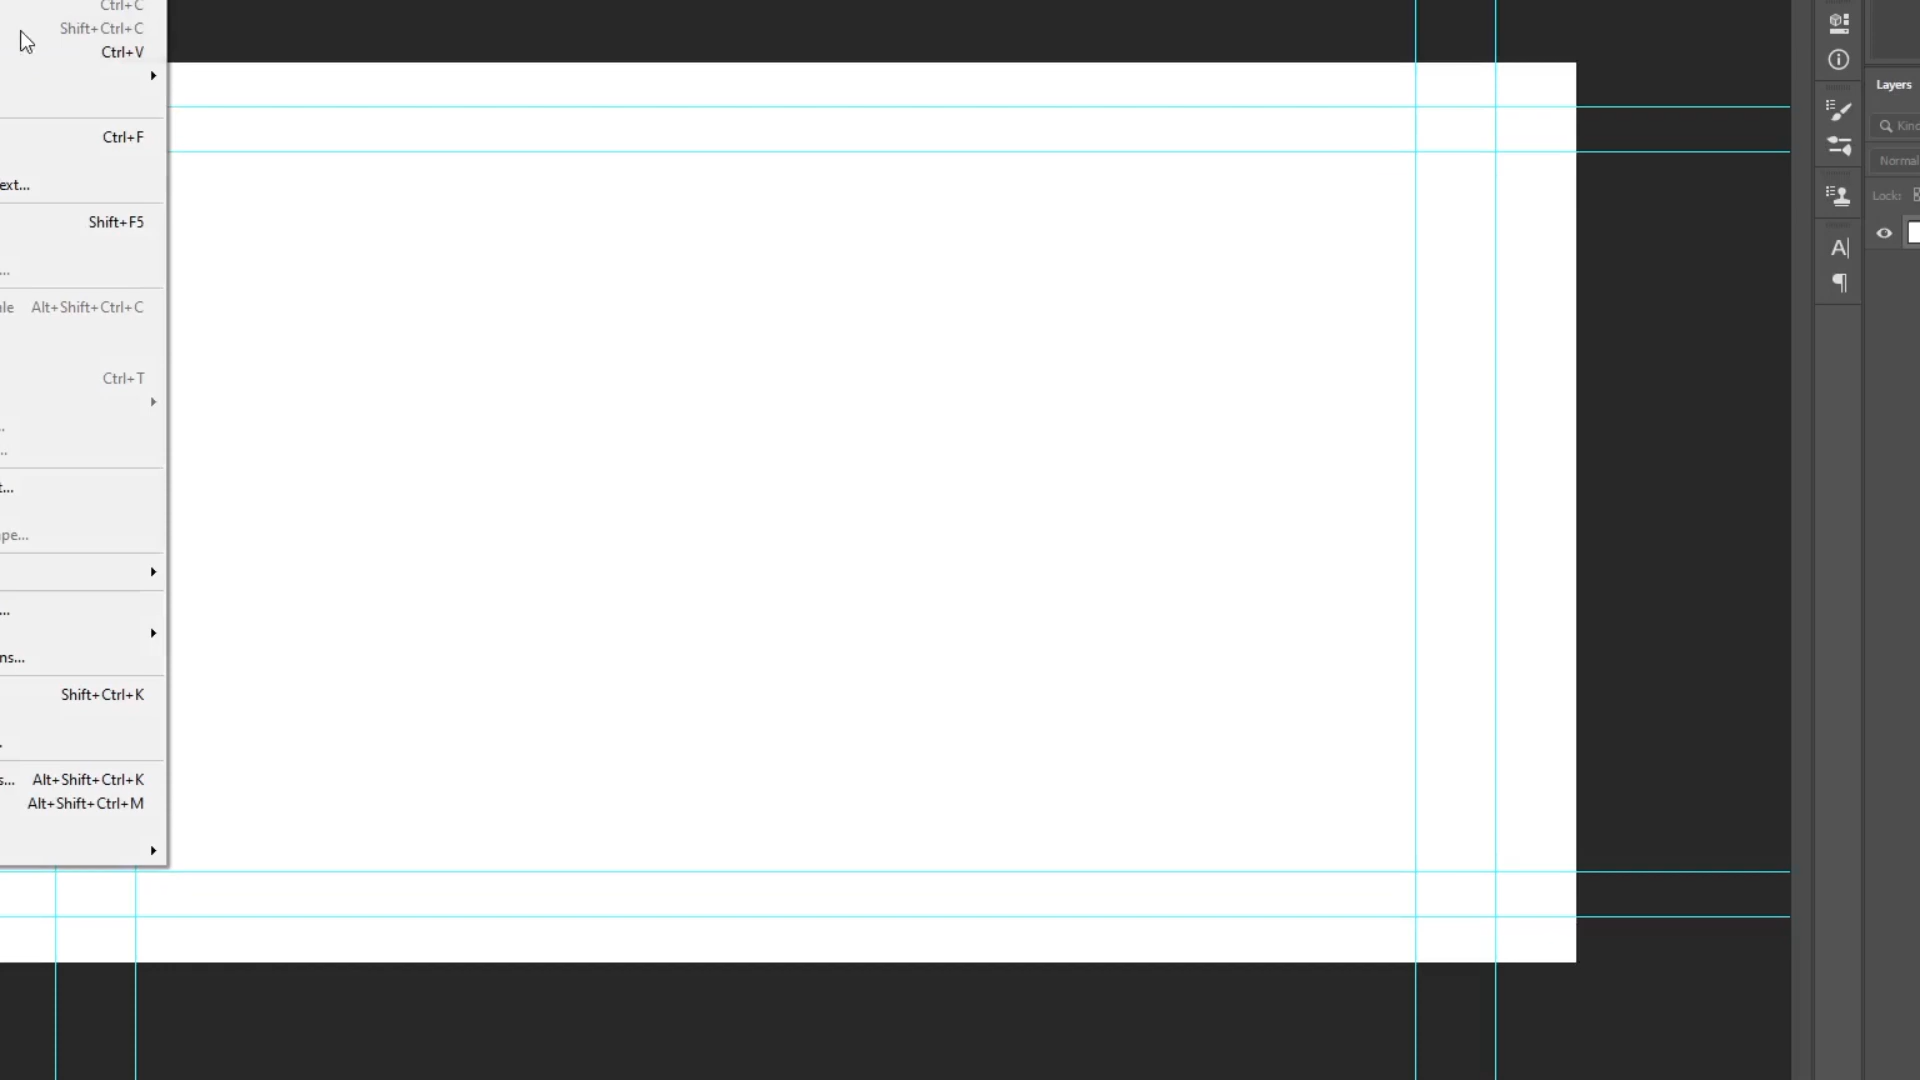 Ctrl+C
Shift+Ctrl+C
Ctrl+V
Ctrl+F
ext...
Shift+F5
...
le Alt+Shift+Ctrl+C
Ctrl+T
t...
pe...
...
ns...
Shift+Ctrl+K
s... Alt+Shift+Ctrl+K
Alt+Shift+Ctrl+M
Layers
Kind
Normal
Lock: